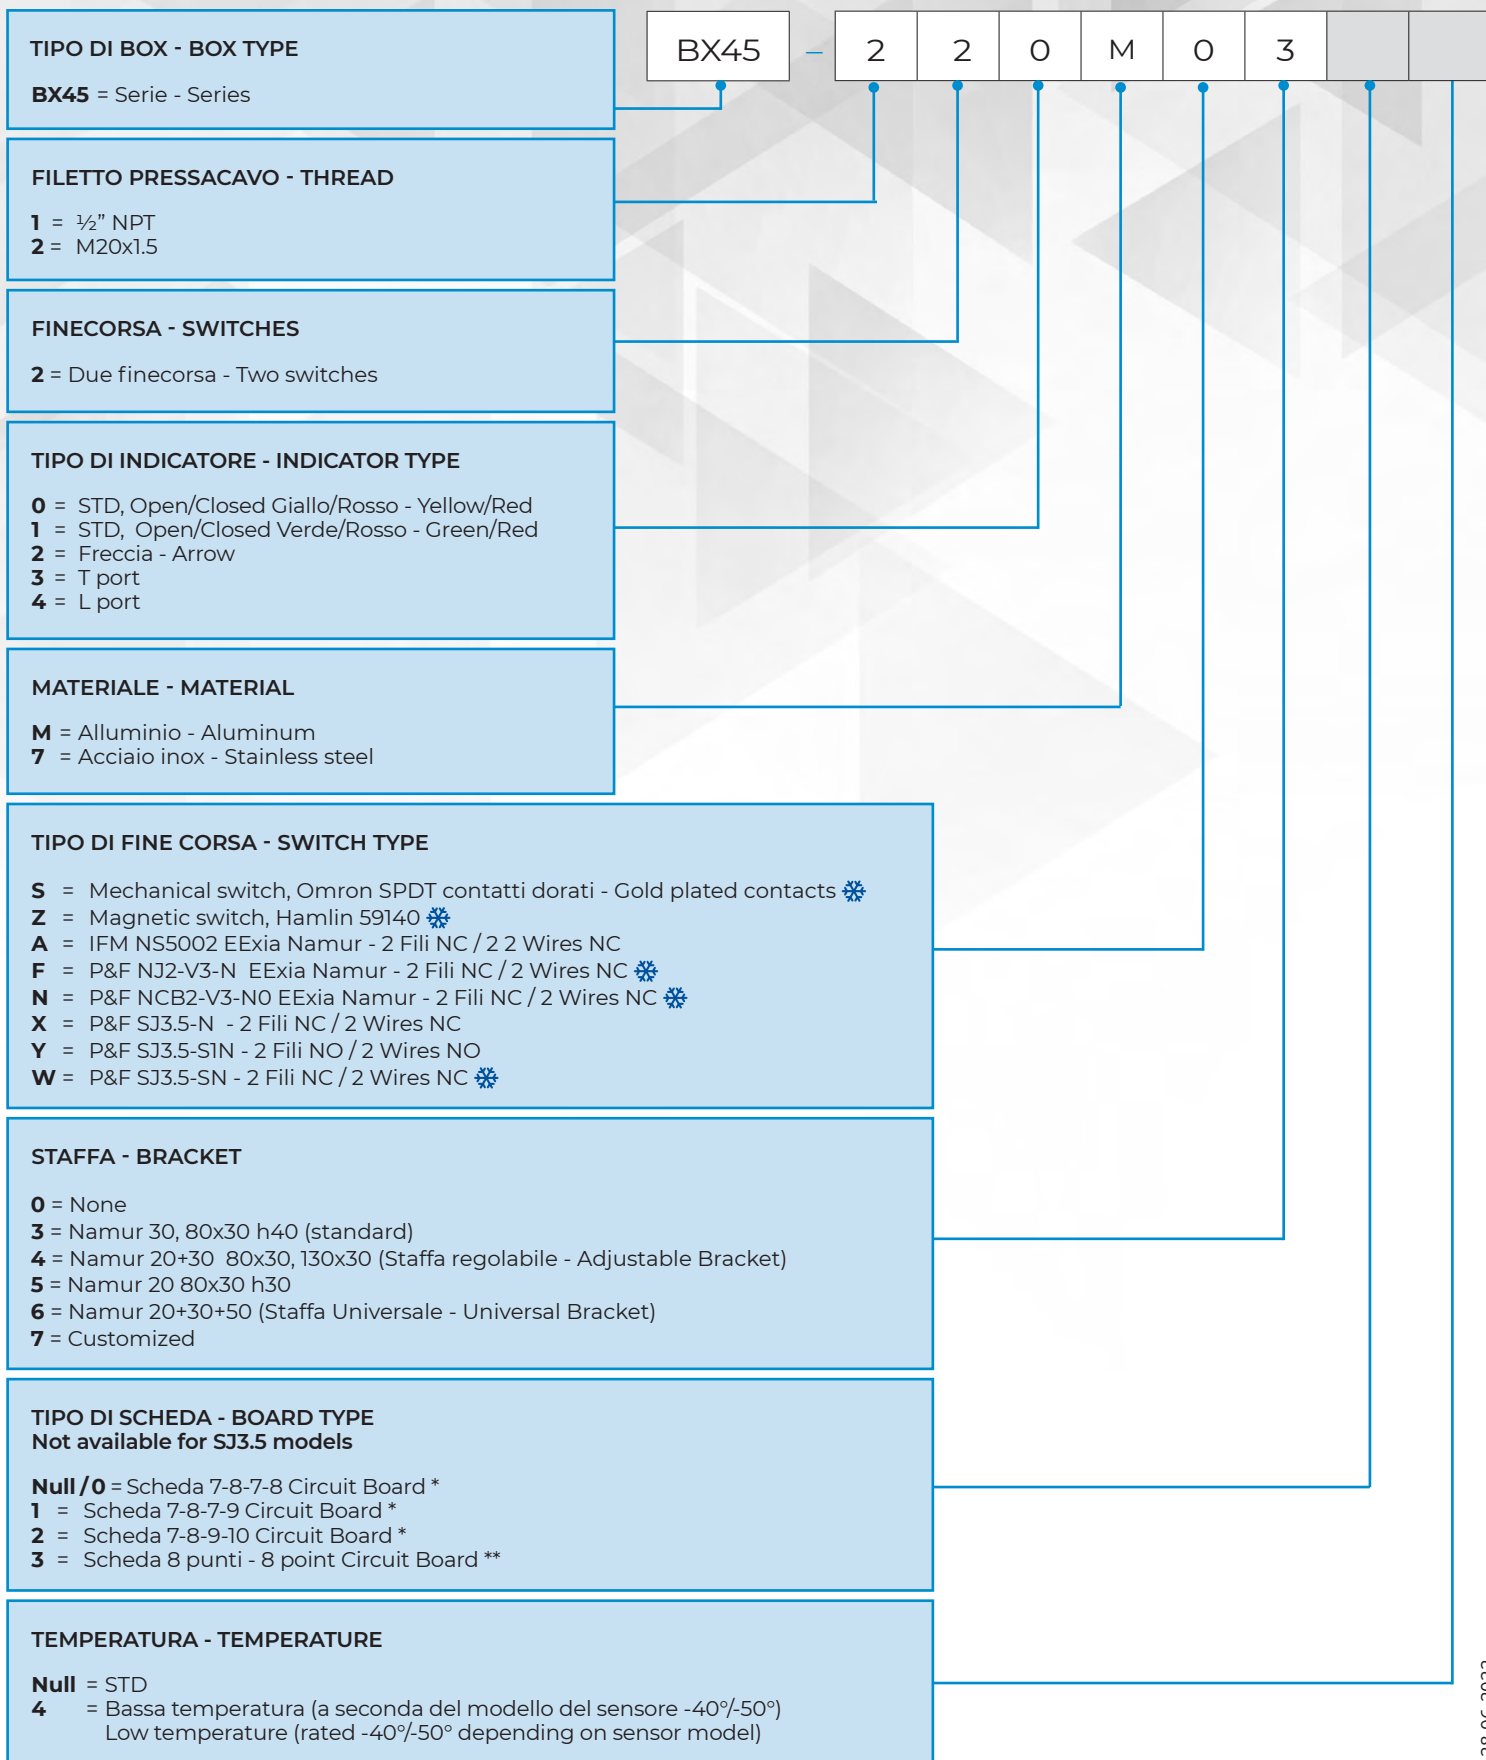 BX45 – 2 2 0 M 0 3
TIPO DI BOX - BOX TYPE
BX45 = Serie - Series
FILETTO PRESSACAVO - THREAD
1 = ½” NPT
2 = M20x1.5
FINECORSA - SWITCHES
2 = Due finecorsa - Two switches
TIPO DI INDICATORE - INDICATOR TYPE
0 = STD, Open/Closed Giallo/Rosso - Yellow/Red
1 = STD, Open/Closed Verde/Rosso - Green/Red
2 = Freccia - Arrow
3 = T port
4 = L port
MATERIALE - MATERIAL
M = Alluminio - Aluminum
7 = Acciaio inox - Stainless steel
TIPO DI FINE CORSA - SWITCH TYPE
S = Mechanical switch, Omron SPDT contatti dorati - Gold plated contacts
Z = Magnetic switch, Hamlin 59140
A = IFM NS5002 EExia Namur - 2 Fili NC / 2 2 Wires NC
F = P&F NJ2-V3-N EExia Namur - 2 Fili NC / 2 Wires NC
N = P&F NCB2-V3-N0 EExia Namur - 2 Fili NC / 2 Wires NC
X = P&F SJ3.5-N - 2 Fili NC / 2 Wires NC
Y = P&F SJ3.5-S1N - 2 Fili NO / 2 Wires NO
W = P&F SJ3.5-SN - 2 Fili NC / 2 Wires NC
STAFFA - BRACKET
0 = None
3 = Namur 30, 80x30 h40 (standard)
4 = Namur 20+30 80x30, 130x30 (Staffa regolabile - Adjustable Bracket)
5 = Namur 20 80x30 h30
6 = Namur 20+30+50 (Staffa Universale - Universal Bracket)
7 = Customized
TIPO DI SCHEDA - BOARD TYPE
Not available for SJ3.5 models
Null / 0 = Scheda 7-8-7-8 Circuit Board *
1 = Scheda 7-8-7-9 Circuit Board *
2 = Scheda 7-8-9-10 Circuit Board *
3 = Scheda 8 punti - 8 point Circuit Board **
TEMPERATURA - TEMPERATURE
Null = STD
4 = Bassa temperatura (a seconda del modello del sensore -40°/-50°)
Low temperature (rated -40°/-50° depending on sensor model)